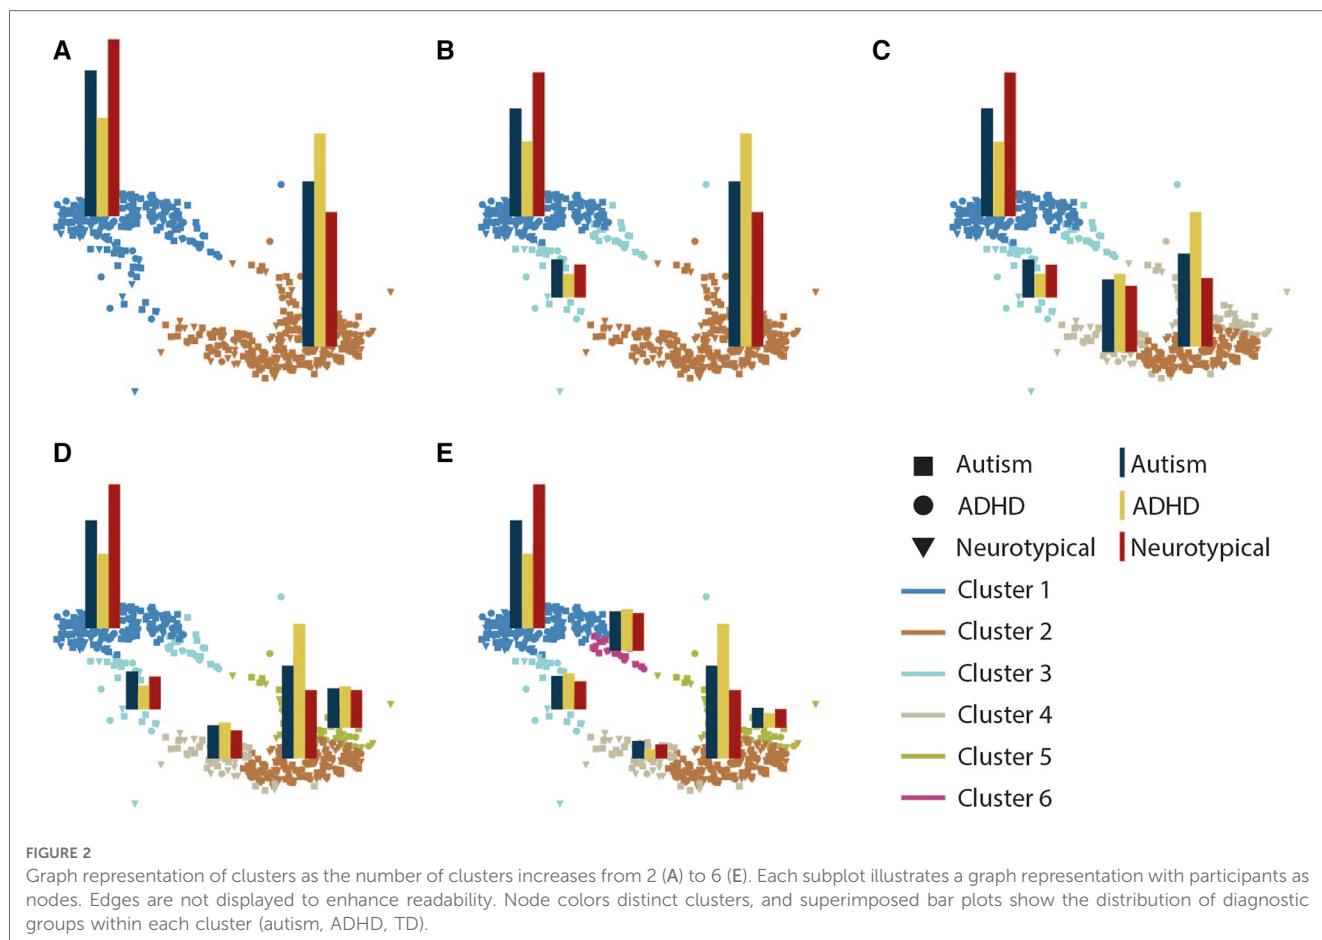 A
B
C
D
E
Autism
Autism
ADHD
ADHD
Neurotypical
Neurotypical
Cluster 1
Cluster 2
Cluster 3
Cluster 4
Cluster 5
Cluster 6
FIGURE 2
Graph representation of clusters as the number of clusters increases from 2 (A) to 6 (E). Each subplot illustrates a graph representation with participants as
nodes. Edges are not displayed to enhance readability. Node colors distinct clusters, and superimposed bar plots show the distribution of diagnostic
groups within each cluster (autism, ADHD, TD).